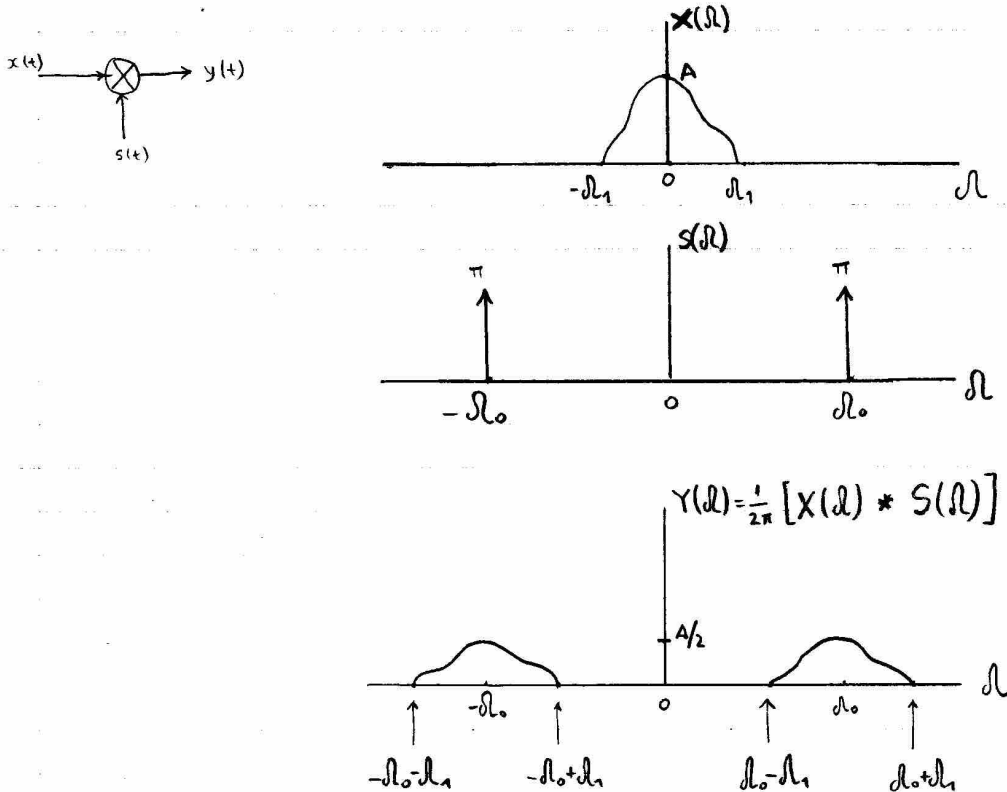 x(t)
y(t)
s(t)
X(Ω)
A
-Ω₁
0
Ω₁
Ω
S(Ω)
π
π
-Ω₀
0
Ω₀
Ω
Y(Ω)=1/2π [X(Ω) * S(Ω)]
A/2
-Ω₀
0
Ω₀
Ω
-Ω₀-Ω₁
-Ω₀+Ω₁
Ω₀-Ω₁
Ω₀+Ω₁